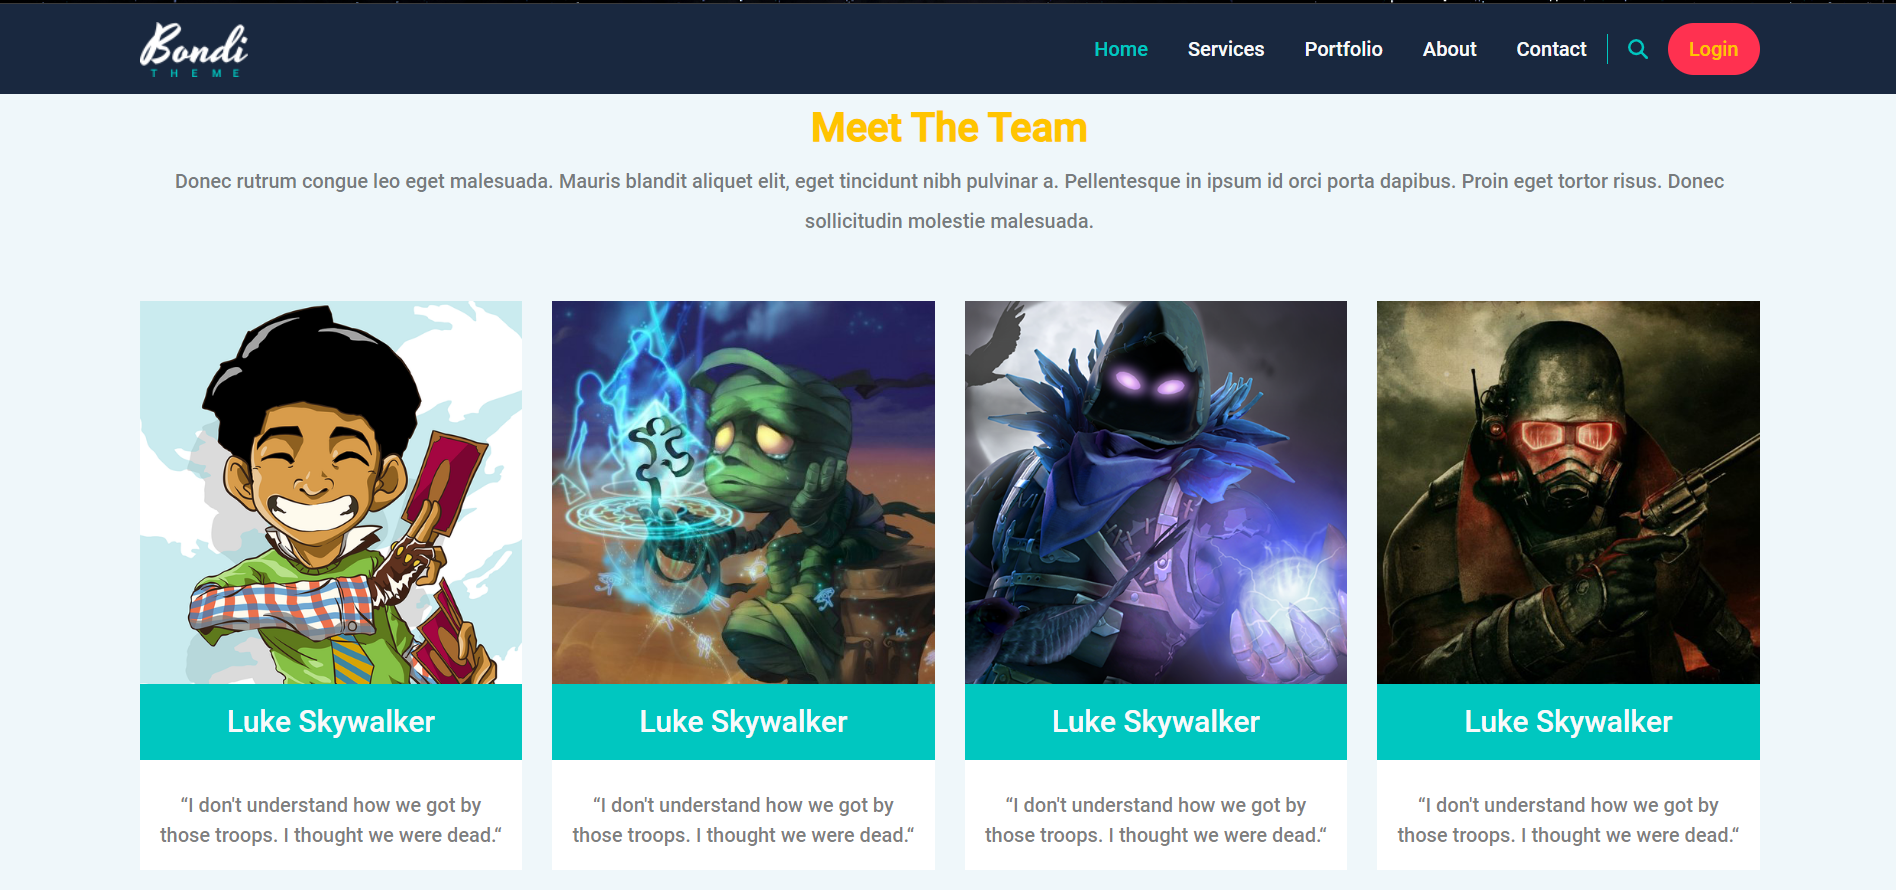 Bondi
THEME
Home Services Portfolio About Contact Login
Meet The Team
Donec rutrum congue leo eget malesuada. Mauris blandit aliquet elit, eget tincidunt nibh pulvinar a. Pellentesque in ipsum id orci porta dapibus. Proin eget tortor risus. Donec
sollicitudin molestie malesuada.
Luke Skywalker
“I don't understand how we got by
those troops. I thought we were dead.“
Luke Skywalker
“I don't understand how we got by
those troops. I thought we were dead.“
Luke Skywalker
“I don't understand how we got by
those troops. I thought we were dead.“
Luke Skywalker
“I don't understand how we got by
those troops. I thought we were dead.“